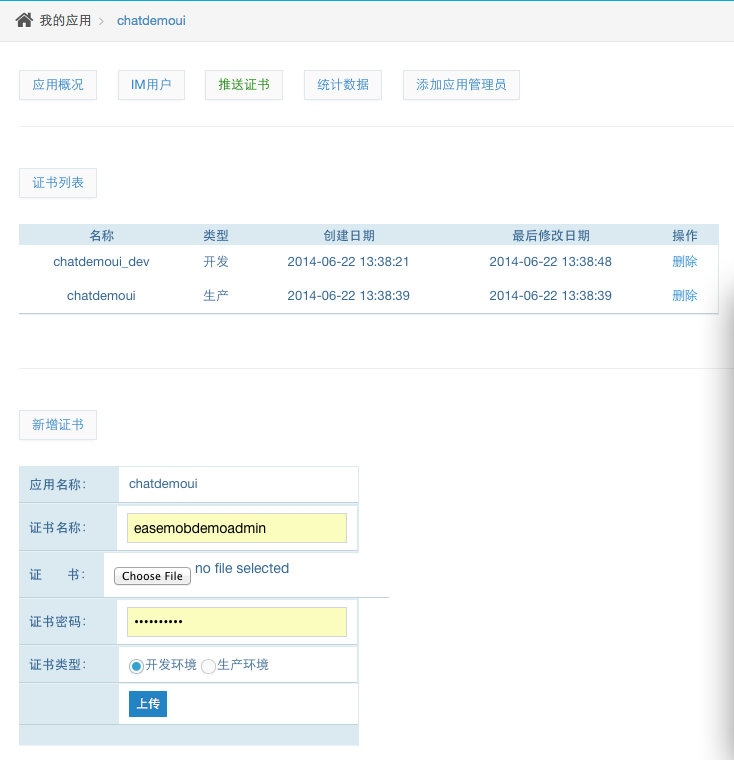 我的应用 > chatdemoui
应用概况 IM用户 推送证书 统计数据 添加应用管理员
证书列表
名称 类型 创建日期 最后修改日期 操作
chatdemoui_dev 开发 2014-06-22 13:38:21 2014-06-22 13:38:48 删除
chatdemoui 生产 2014-06-22 13:38:39 2014-06-22 13:38:39 删除
新增证书
应用名称: chatdemoui
证书名称: easemobdemoadmin
证 书: Choose File no file selected
证书密码: ••••••••••
证书类型: 开发环境 生产环境
上传